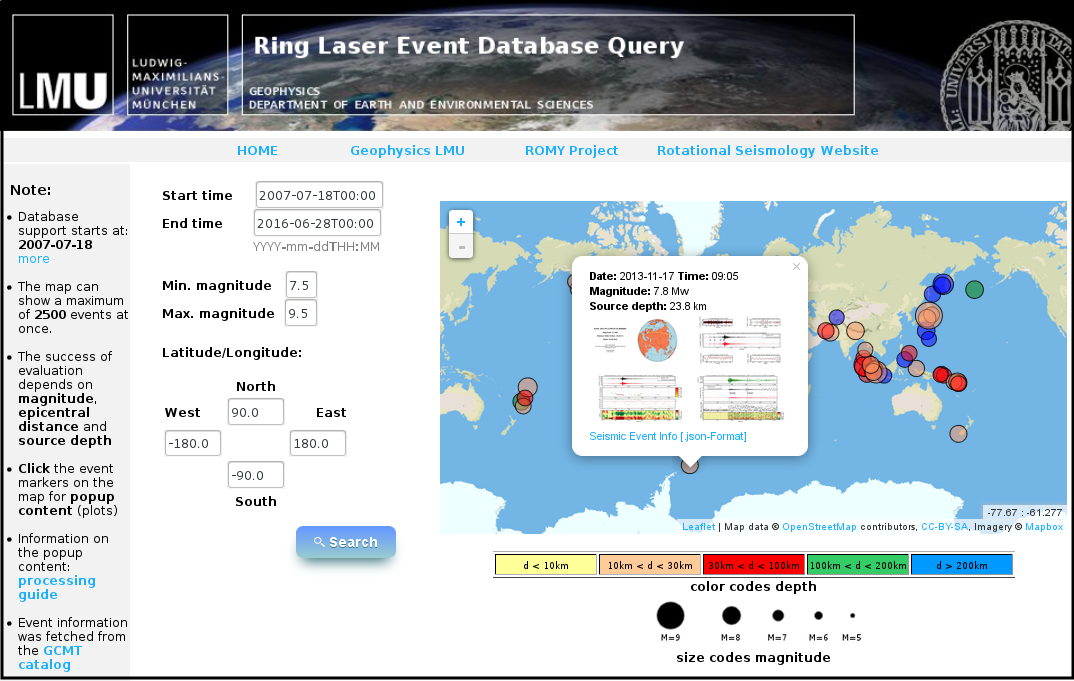 LMU
LUDWIG-
MAXIMILIANS-
UNIVERSITÄT
MÜNCHEN
Ring Laser Event Database Query
GEOPHYSICS
DEPARTMENT OF EARTH AND ENVIRONMENTAL SCIENCES
HOME Geophysics LMU ROMY Project Rotational Seismology Website
Note:
• Database
support starts at:
2007-07-18
more
• The map can
show a maximum
of 2500 events at
once.
• The success of
evaluation
depends on
magnitude,
epicentral
distance and
source depth
• Click the event
markers on the
map for popup
content (plots)
• Information on
the popup
content:
processing
guide
• Event information
was fetched from
the GCMT
catalog
Start time 2007-07-18T00:00
End time 2016-06-28T00:00
YYYY-mm-ddTHH:MM
Min. magnitude 7.5
Max. magnitude 9.5
Latitude/Longitude:
North
West 90.0 East
-180.0 180.0
-90.0
South
Search
+
-
×
Date: 2013-11-17 Time: 09:05
Magnitude: 7.8 Mw
Source depth: 23.8 km
Seismic Event Info [.json-Format]
-77.67 : -61.277
Leaflet | Map data © OpenStreetMap contributors, CC-BY-SA, Imagery © Mapbox
d < 10km 10km < d < 30km 30km < d < 100km 100km < d < 200km d > 200km
color codes depth
M=9 M=8 M=7 M=6 M=5
size codes magnitude